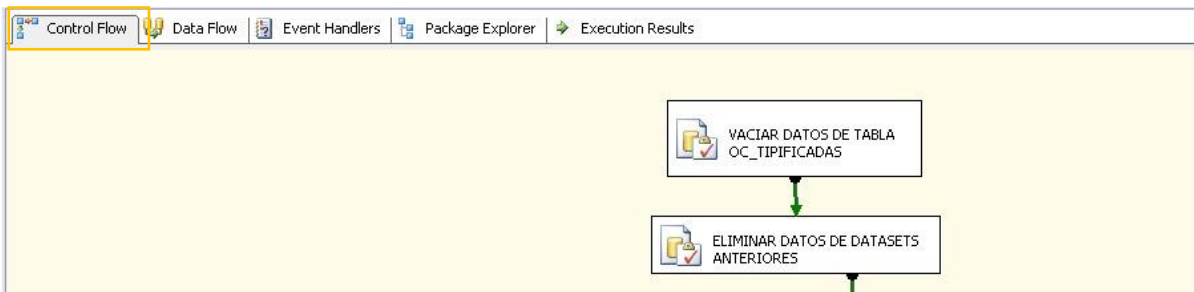 Control Flow Data Flow Event Handlers Package Explorer Execution Results
VACIAR DATOS DE TABLA
OC_TIPIFICADAS
ELIMINAR DATOS DE DATASETS
ANTERIORES